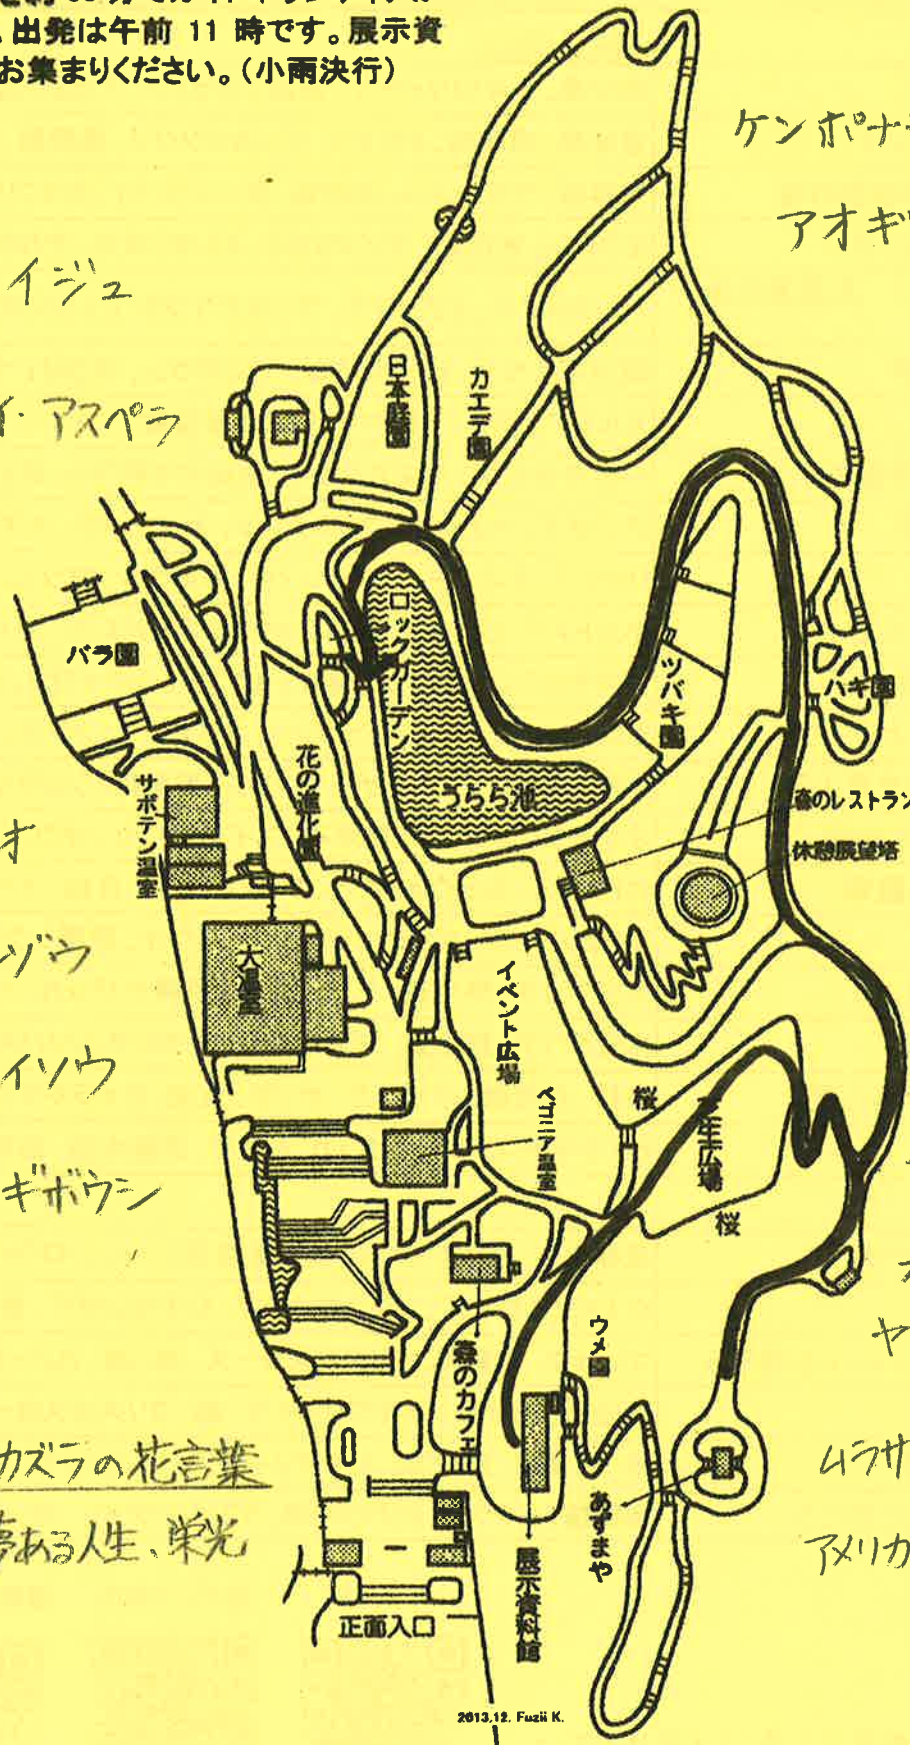 出発は午前 11 時です。展示資
お集まりください。(小雨決行)
ケンポナ
アオギ
イジュ
イ・アスペラ
日本庭園
カエデ園
ロックガーデン
バラ園
ツバキ園
ハギ園
花の進化園
サボテン温室
うらら池
森のレストラン
休憩展望塔
オ
ゾウ
大温室
イベント広場
イソウ
ベゴニア温室
桜
芝生広場
ギボウシ
桜
ヤ
ウメ園
森のカフェ
カズラの花言葉
夢ある人生、栄光
ムラサ
あずまや
アメリカ
展示資料館
正面入口
2013,12. Fuzii K.